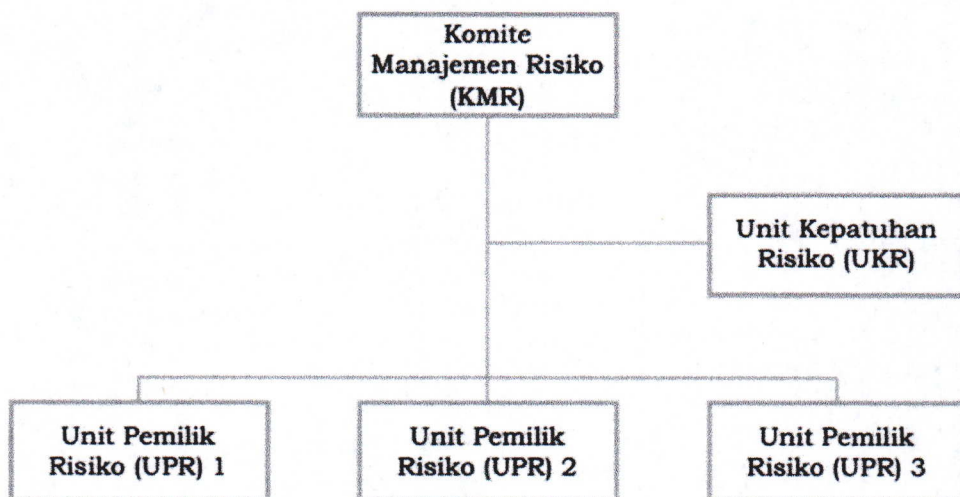 Komite
Manajemen Risiko
(KMR)
Unit Kepatuhan
Risiko (UKR)
Unit Pemilik
Risiko (UPR) 1
Unit Pemilik
Risiko (UPR) 2
Unit Pemilik
Risiko (UPR) 3